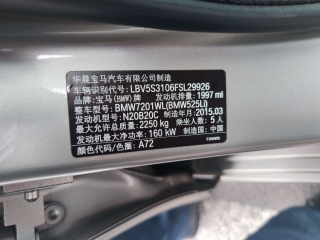 华晨宝马汽车有限公司制造
车辆识别代号: LBV5S3106FSL29926
品牌: 宝马(BMW)牌 发动机排量: 1997 ml
型号: BMW7201WL(BMW525Li)
发动机型号: N20B20C 制造年月: 2015.03
最大允许总质量: 2250 kg 乘坐人数: 5 人
发动机最大净功率: 160 kW 中国制造
颜色代码/色圈: A72